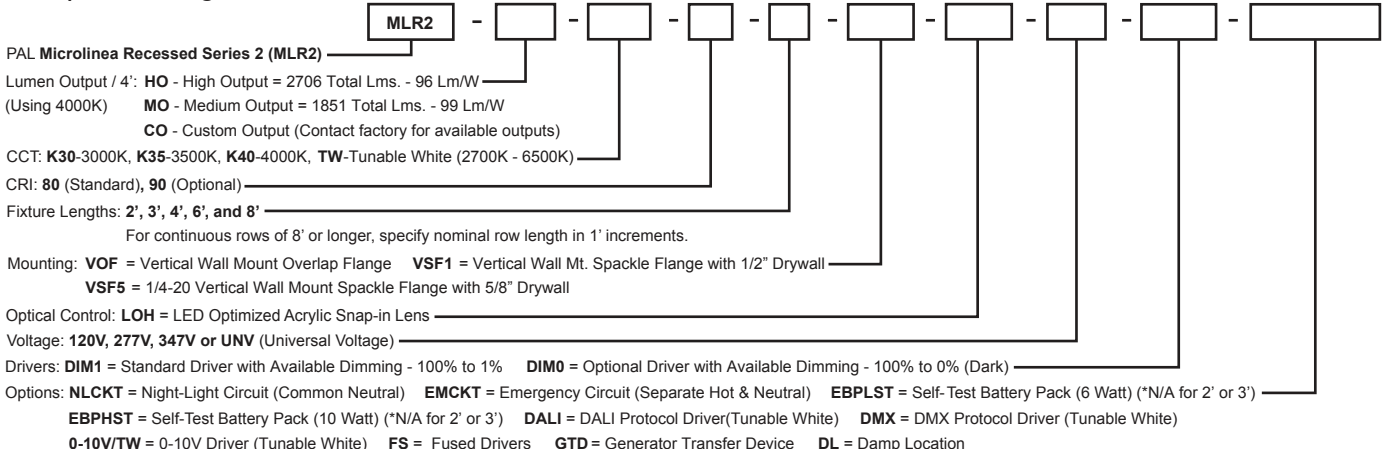 MLR2 - - - - - - - - -
PAL Microlinea Recessed Series 2 (MLR2)
Lumen Output / 4’: HO - High Output = 2706 Total Lms. - 96 Lm/W
(Using 4000K) MO - Medium Output = 1851 Total Lms. - 99 Lm/W
CO - Custom Output (Contact factory for available outputs)
CCT: K30-3000K, K35-3500K, K40-4000K, TW-Tunable White (2700K - 6500K)
CRI: 80 (Standard), 90 (Optional)
Fixture Lengths: 2’, 3’, 4’, 6’, and 8’
For continuous rows of 8’ or longer, specify nominal row length in 1’ increments.
Mounting: VOF = Vertical Wall Mount Overlap Flange VSF1 = Vertical Wall Mt. Spackle Flange with 1/2” Drywall
VSF5 = 1/4-20 Vertical Wall Mount Spackle Flange with 5/8” Drywall
Optical Control: LOH = LED Optimized Acrylic Snap-in Lens
Voltage: 120V, 277V, 347V or UNV (Universal Voltage)
Drivers: DIM1 = Standard Driver with Available Dimming - 100% to 1% DIM0 = Optional Driver with Available Dimming - 100% to 0% (Dark)
Options: NLCKT = Night-Light Circuit (Common Neutral) EMCKT = Emergency Circuit (Separate Hot & Neutral) EBPLST = Self-Test Battery Pack (6 Watt) (*N/A for 2’ or 3’)
EBPHST = Self-Test Battery Pack (10 Watt) (*N/A for 2’ or 3’) DALI = DALI Protocol Driver(Tunable White) DMX = DMX Protocol Driver (Tunable White)
0-10V/TW = 0-10V Driver (Tunable White) FS = Fused Drivers GTD = Generator Transfer Device DL = Damp Location